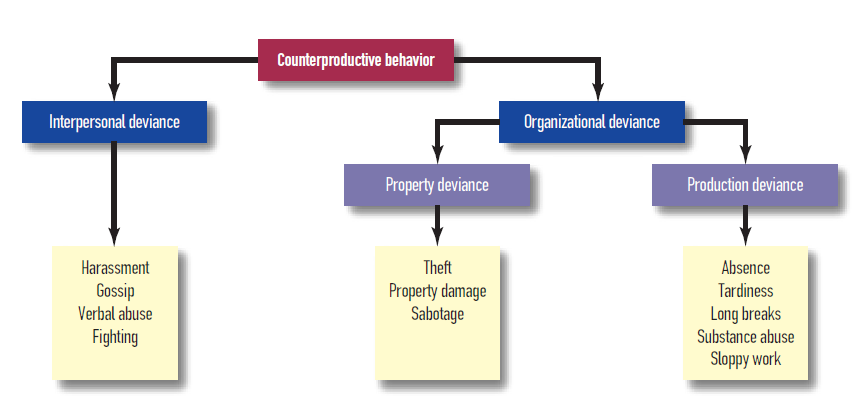 Counterproductive behavior
Interpersonal deviance
Organizational deviance
Property deviance
Production deviance
Harassment
Gossip
Verbal abuse
Fighting
Theft
Property damage
Sabotage
Absence
Tardiness
Long breaks
Substance abuse
Sloppy work